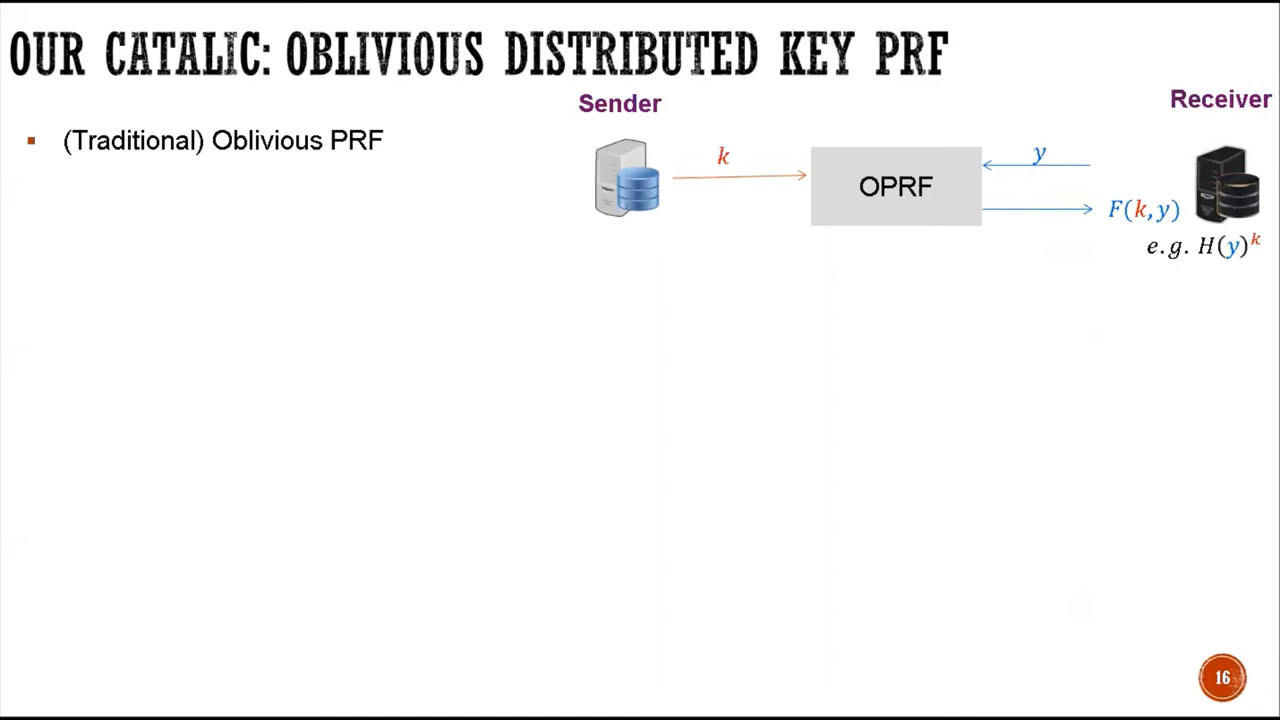 OUR CATALIC: OBLIVIOUS DISTRIBUTED KEY PRF
Sender
Receiver
▪ (Traditional) Oblivious PRF
k
OPRF
y
F(k,y)
e.g. H(y)^k
16